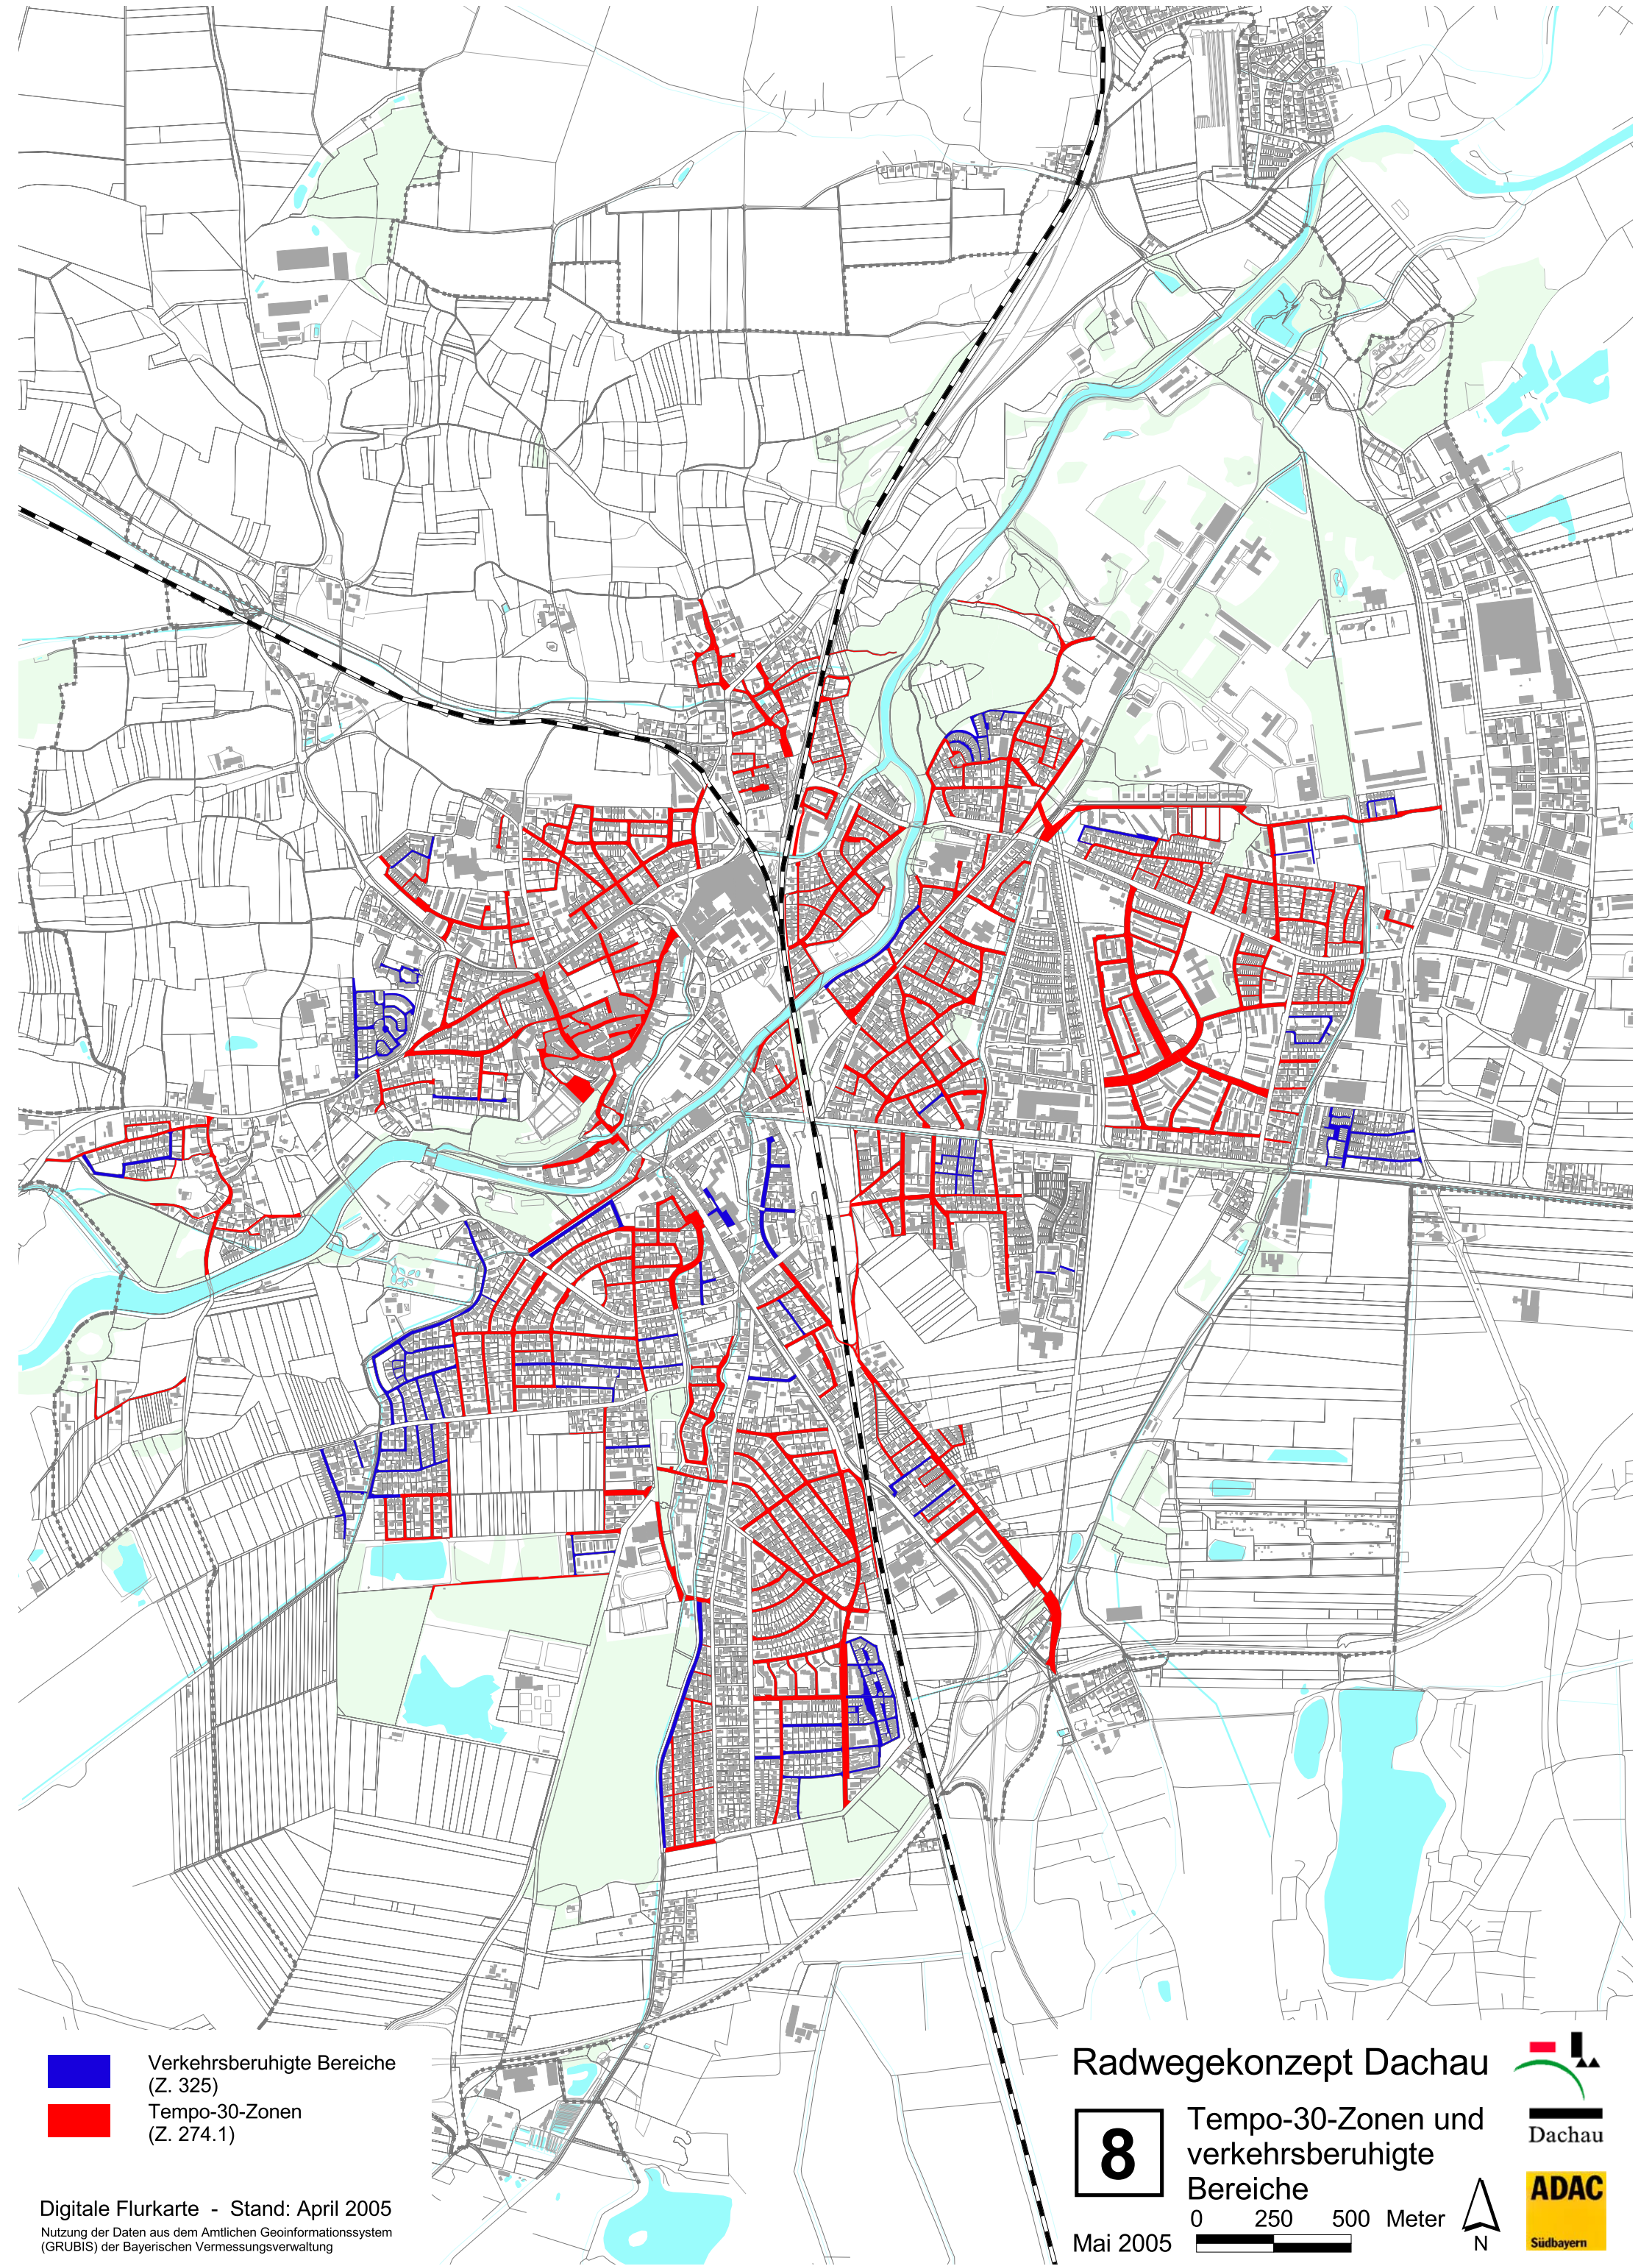 Verkehrsberuhigte Bereiche
(Z. 325)
Tempo-30-Zonen
(Z. 274.1)
Digitale Flurkarte - Stand: April 2005
Nutzung der Daten aus dem Amtlichen Geoinformationssystem
(GRUBIS) der Bayerischen Vermessungsverwaltung
Radwegekonzept Dachau
8
Tempo-30-Zonen und
verkehrsberuhigte
Bereiche
0 250 500 Meter
Mai 2005
N
Dachau
ADAC
Südbayern